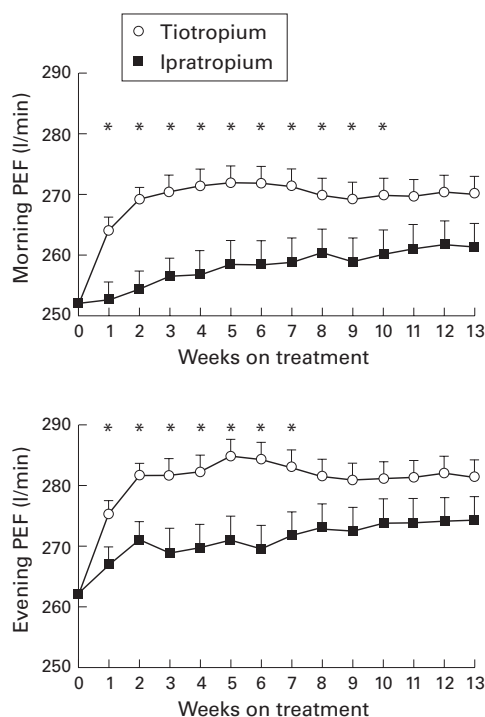 Tiotropium
Ipratropium
290
280
270
260
250
Morning PEF (l/min)
* * * * * * * * * *
0 1 2 3 4 5 6 7 8 9 10 11 12 13
Weeks on treatment
290
280
270
260
250
Evening PEF (l/min)
* * * * * * *
0 1 2 3 4 5 6 7 8 9 10 11 12 13
Weeks on treatment